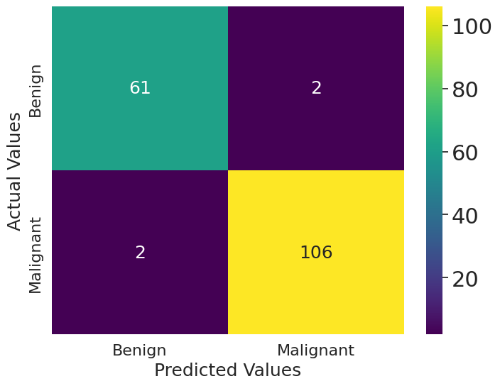 Actual Values
Benign
Malignant
61
2
2
106
Benign
Malignant
Predicted Values
100
80
60
40
20